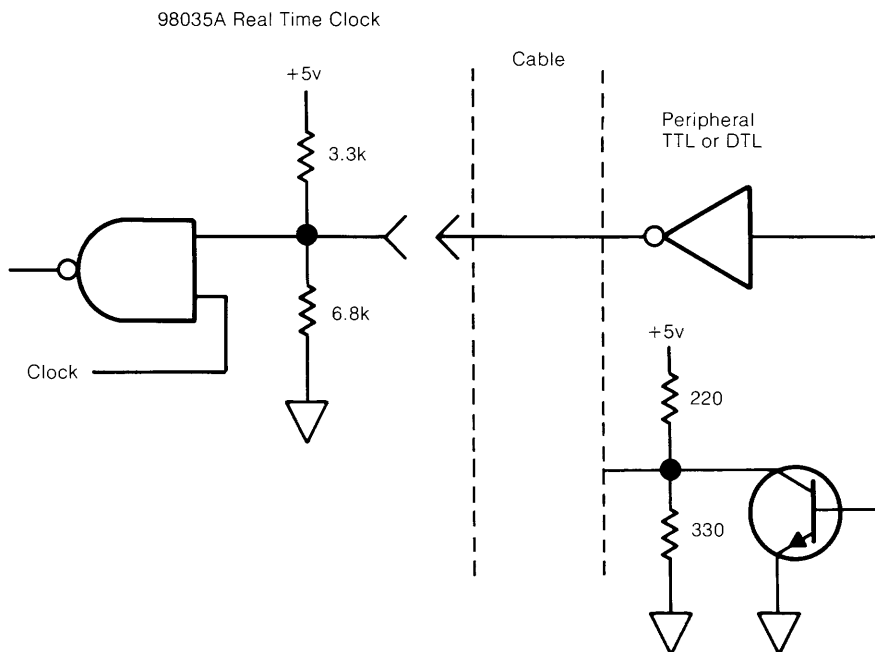 98035A Real Time Clock
Cable
+5v
Peripheral
TTL or DTL
3.3k
6.8k
Clock
+5v
220
330